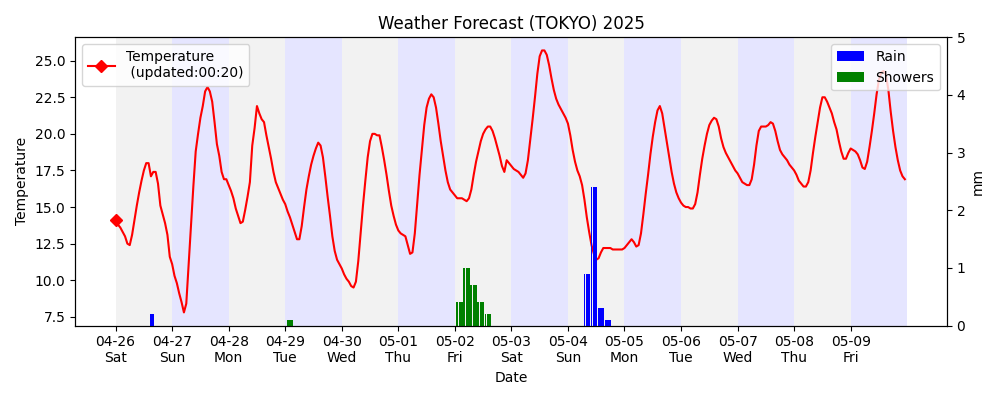 Weather Forecast (TOKYO) 2025
Temperature
(updated:00:20)
Rain
Showers
Temperature
25.0
22.5
20.0
17.5
15.0
12.5
10.0
7.5
5
4
3
2
1
0
mm
04-26 04-27 04-28 04-29 04-30 05-01 05-02 05-03 05-04 05-05 05-06 05-07 05-08 05-09
Sat Sun Mon Tue Wed Thu Fri Sat Sun Mon Tue Wed Thu Fri
Date